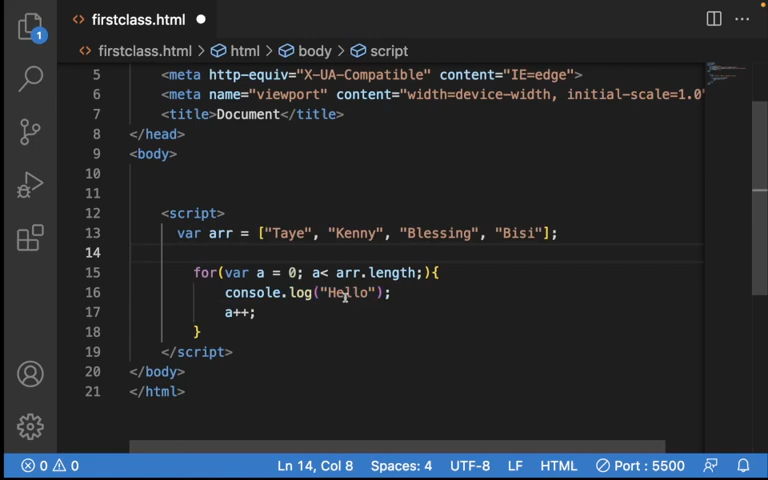 firstclass.html
firstclass.html > html > body > script
1
5 <meta http-equiv="X-UA-Compatible" content="IE=edge">
6 <meta name="viewport" content="width=device-width, initial-scale=1.0"
7 <title>Document</title>
8 </head>
9 <body>
10
11
12 <script>
13 var arr = ["Taye", "Kenny", "Blessing", "Bisi"];
14
15 for(var a = 0; a< arr.length;){
16 console.log("Hello");
17 a++;
18 }
19 </script>
20 </body>
21 </html>
0 0 Ln 14, Col 8 Spaces: 4 UTF-8 LF HTML Port : 5500